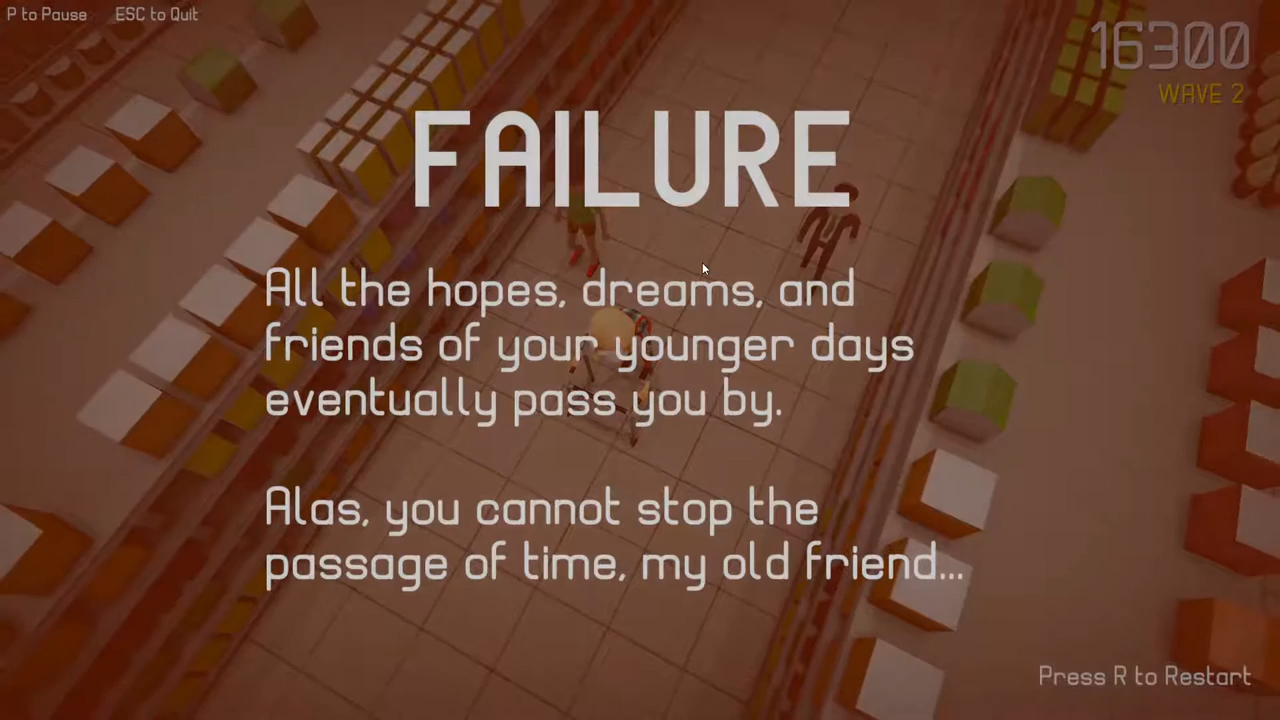 P to Pause ESC to Quit
16300
WAVE 2
FAILURE
All the hopes, dreams, and
friends of your younger days
eventually pass you by.
Alas, you cannot stop the
passage of time, my old friend...
Press R to Restart